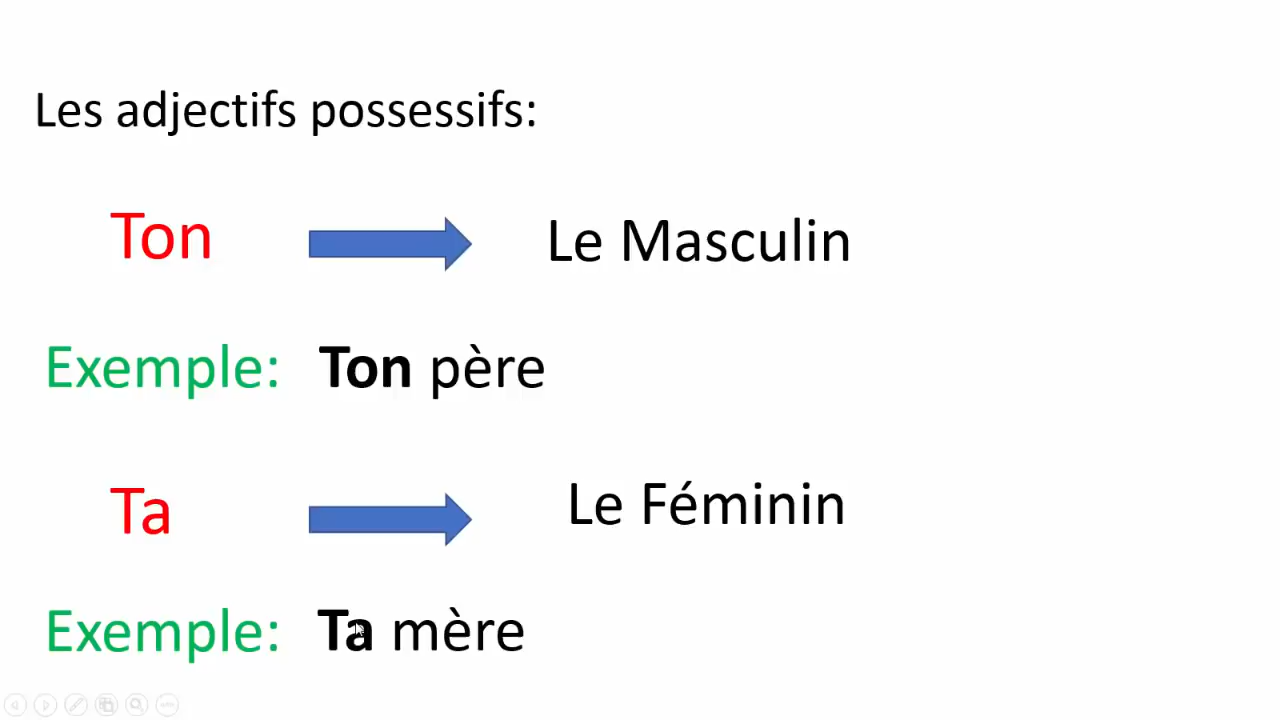 Les adjectifs possessifs:
Ton Le Masculin
Exemple: Ton père
Ta Le Féminin
Exemple: Ta mère